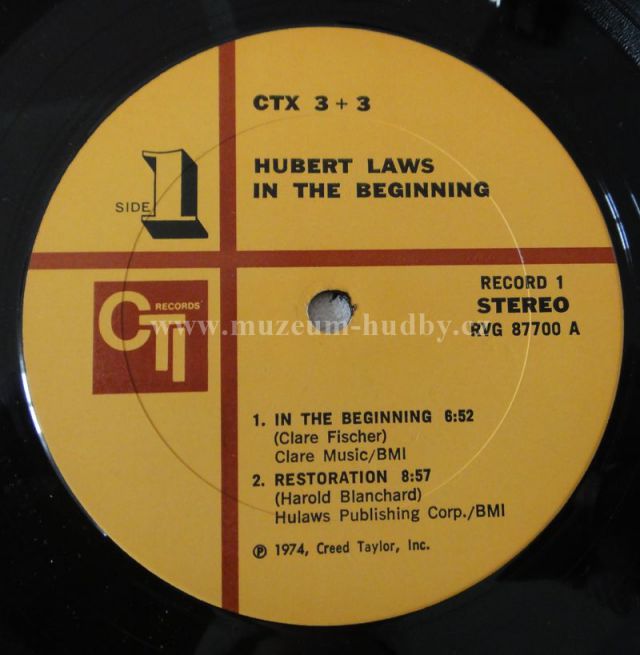 CTX 3 + 3
HUBERT LAWS
IN THE BEGINNING
SIDE 1
CTI RECORDS
RECORD 1
STEREO
RVG 87700 A
www.muzeum-hudby.c
1. IN THE BEGINNING 6:52
(Clare Fischer)
Clare Music/BMI
2. RESTORATION 8:57
(Harold Blanchard)
Hulaws Publishing Corp./BMI
℗ 1974, Creed Taylor, Inc.